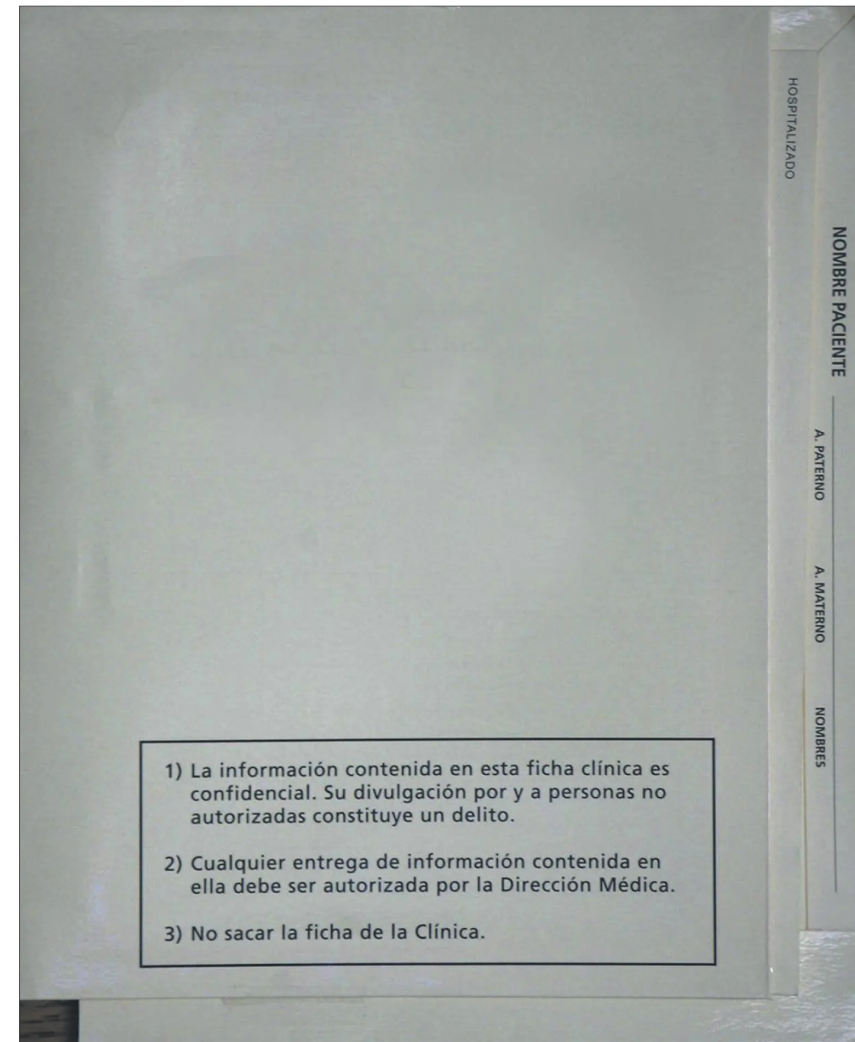 HOSPITALIZADO
NOMBRE PACIENTE
A. PATERNO
A. MATERNO
NOMBRES
1) La información contenida en esta ficha clínica es
confidencial. Su divulgación por y a personas no
autorizadas constituye un delito.
2) Cualquier entrega de información contenida en
ella debe ser autorizada por la Dirección Médica.
3) No sacar la ficha de la Clínica.